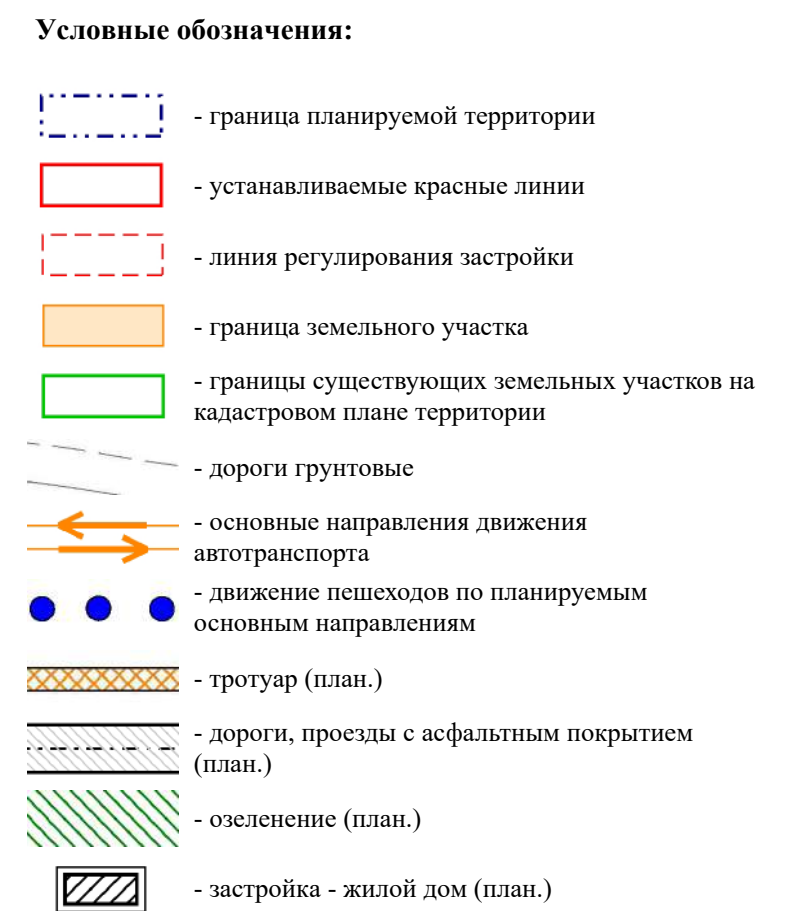 Условные обозначения:
- граница планируемой территории
- устанавливаемые красные линии
- линия регулирования застройки
- граница земельного участка
- границы существующих земельных участков на
кадастровом плане территории
- дороги грунтовые
- основные направления движения
автотранспорта
- движение пешеходов по планируемым
основным направлениям
- тротуар (план.)
- дороги, проезды с асфальтным покрытием
(план.)
- озеленение (план.)
- застройка - жилой дом (план.)